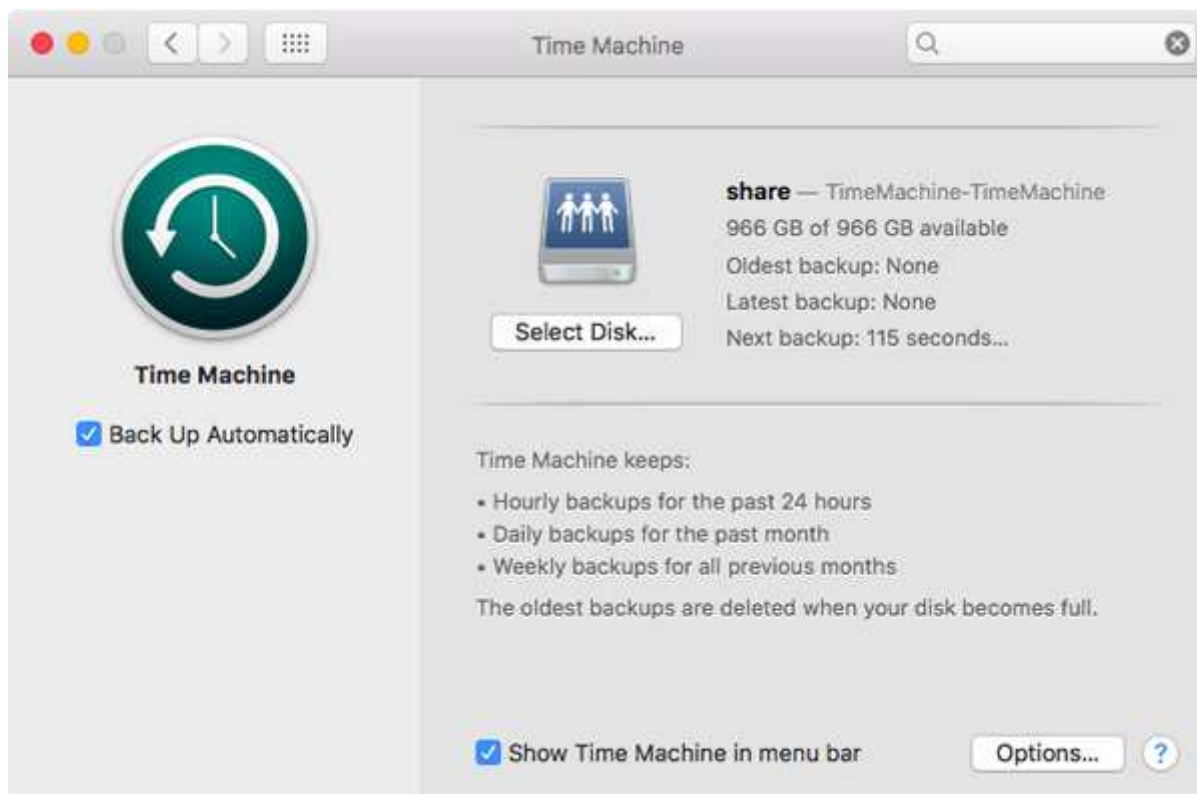 Time Machine
Time Machine
Back Up Automatically
share — TimeMachine-TimeMachine
966 GB of 966 GB available
Oldest backup: None
Latest backup: None
Next backup: 115 seconds...
Select Disk...
Time Machine keeps:
• Hourly backups for the past 24 hours
• Daily backups for the past month
• Weekly backups for all previous months
The oldest backups are deleted when your disk becomes full.
Show Time Machine in menu bar
Options...
?